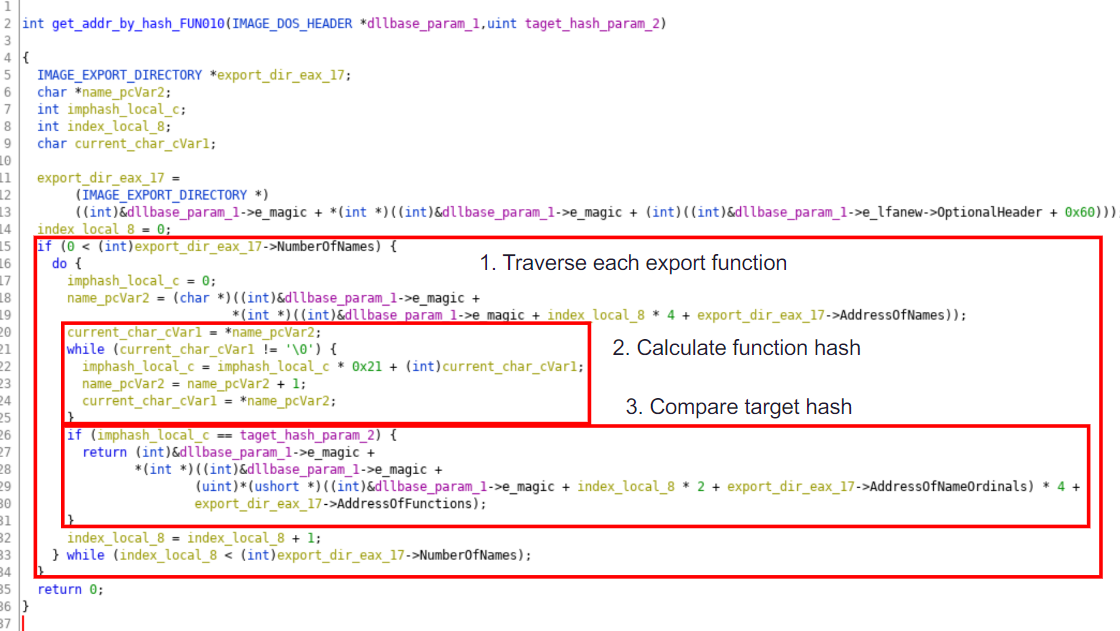 1
2 int get_addr_by_hash_FUN010(IMAGE_DOS_HEADER *dllbase_param_1,uint taget_hash_param_2)
3
4 {
5 IMAGE_EXPORT_DIRECTORY *export_dir_eax_17;
6 char *name_pcVar2;
7 int imphash_local_c;
8 int index_local_8;
9 char current_char_cVar1;
10
11 export_dir_eax_17 =
12 (IMAGE_EXPORT_DIRECTORY *)
13 ((int)&dllbase_param_1->e_magic + *(int *)((int)&dllbase_param_1->e_magic + (int)((int)&dllbase_param_1->e_lfanew->OptionalHeader + 0x60)))
14 index_local_8 = 0;
15 if (0 < (int)export_dir_eax_17->NumberOfNames) {
16 do {
1. Traverse each export function
17 imphash_local_c = 0;
18 name_pcVar2 = (char *)((int)&dllbase_param_1->e_magic +
19 *(int *)((int)&dllbase_param_1->e_magic + index_local_8 * 4 + export_dir_eax_17->AddressOfNames));
20 current_char_cVar1 = *name_pcVar2;
21 while (current_char_cVar1 != '\0') {
2. Calculate function hash
22 imphash_local_c = imphash_local_c * 0x21 + (int)current_char_cVar1;
23 name_pcVar2 = name_pcVar2 + 1;
24 current_char_cVar1 = *name_pcVar2;
3. Compare target hash
25 }
26 if (imphash_local_c == taget_hash_param_2) {
27 return (int)&dllbase_param_1->e_magic +
28 *(int *)((int)&dllbase_param_1->e_magic +
29 (uint)*(ushort *)((int)&dllbase_param_1->e_magic + index_local_8 * 2 + export_dir_eax_17->AddressOfNameOrdinals) * 4 +
30 export_dir_eax_17->AddressOfFunctions);
31 }
32 index_local_8 = index_local_8 + 1;
33 } while (index_local_8 < (int)export_dir_eax_17->NumberOfNames);
34 }
35 return 0;
36 }
37